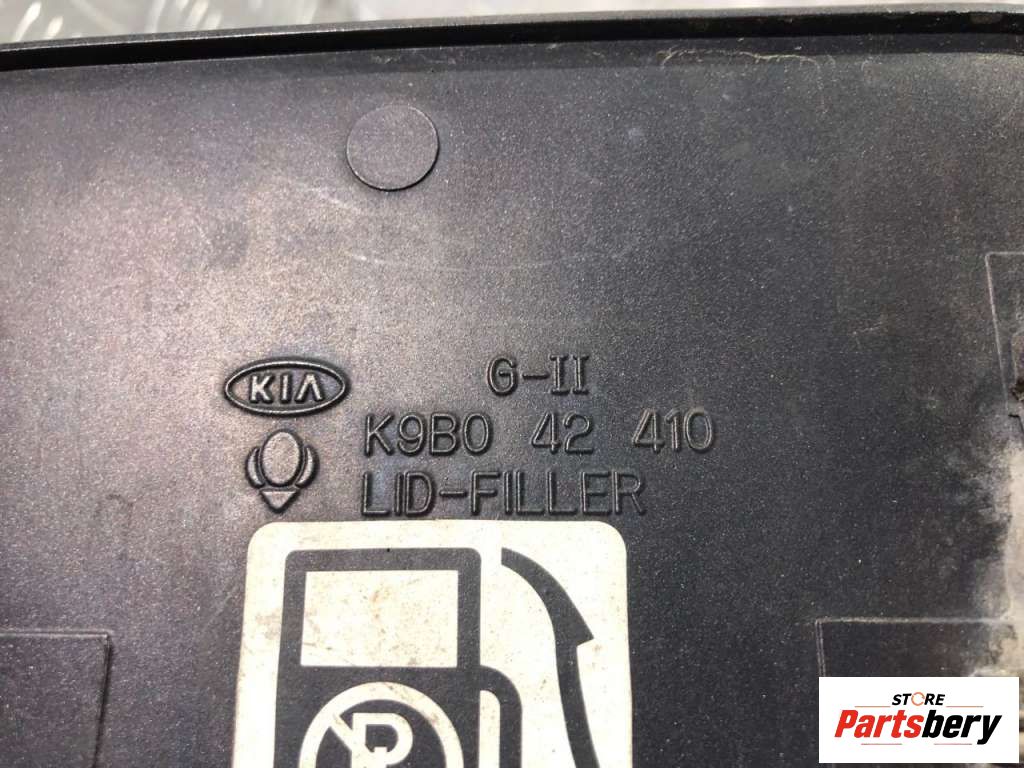 KIA
G-II
K9B0 42 410
LID-FILLER
STORE
Partsbery